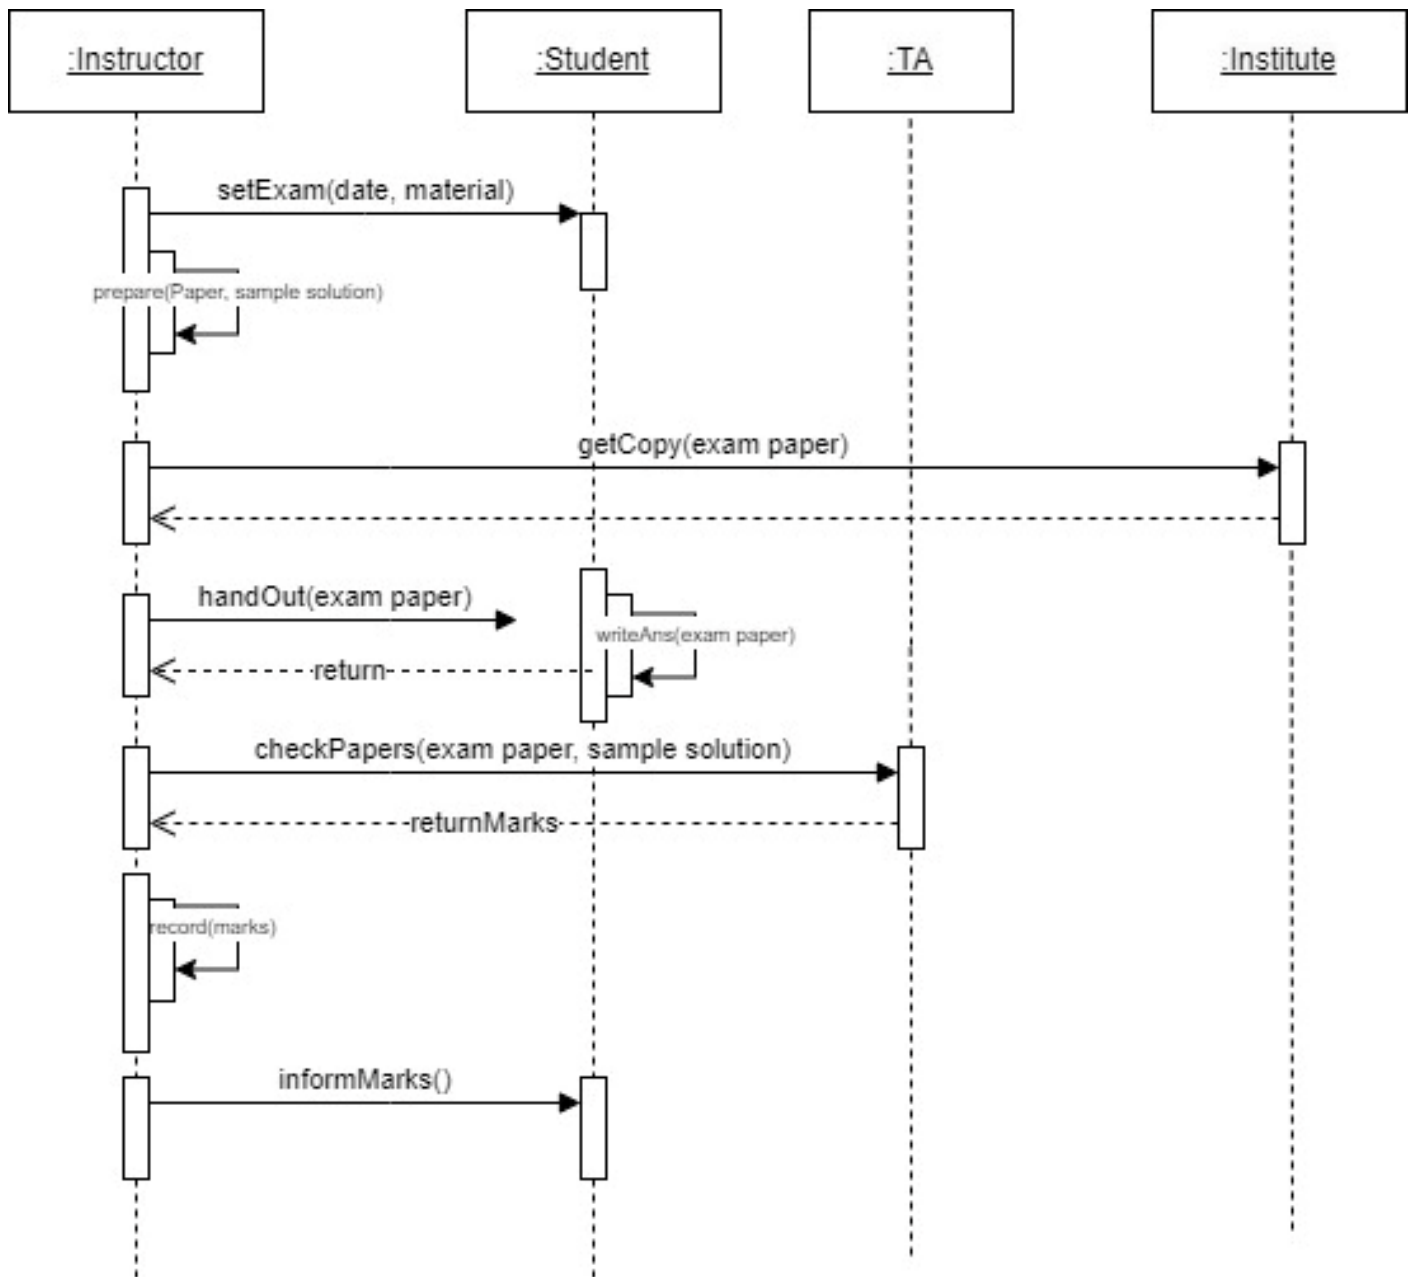 :Instructor
:Student
:TA
:Institute
setExam(date, material)
prepare(Paper, sample solution)
getCopy(exam paper)
handOut(exam paper)
writeAns(exam paper)
return
checkPapers(exam paper, sample solution)
returnMarks
record(marks)
informMarks()